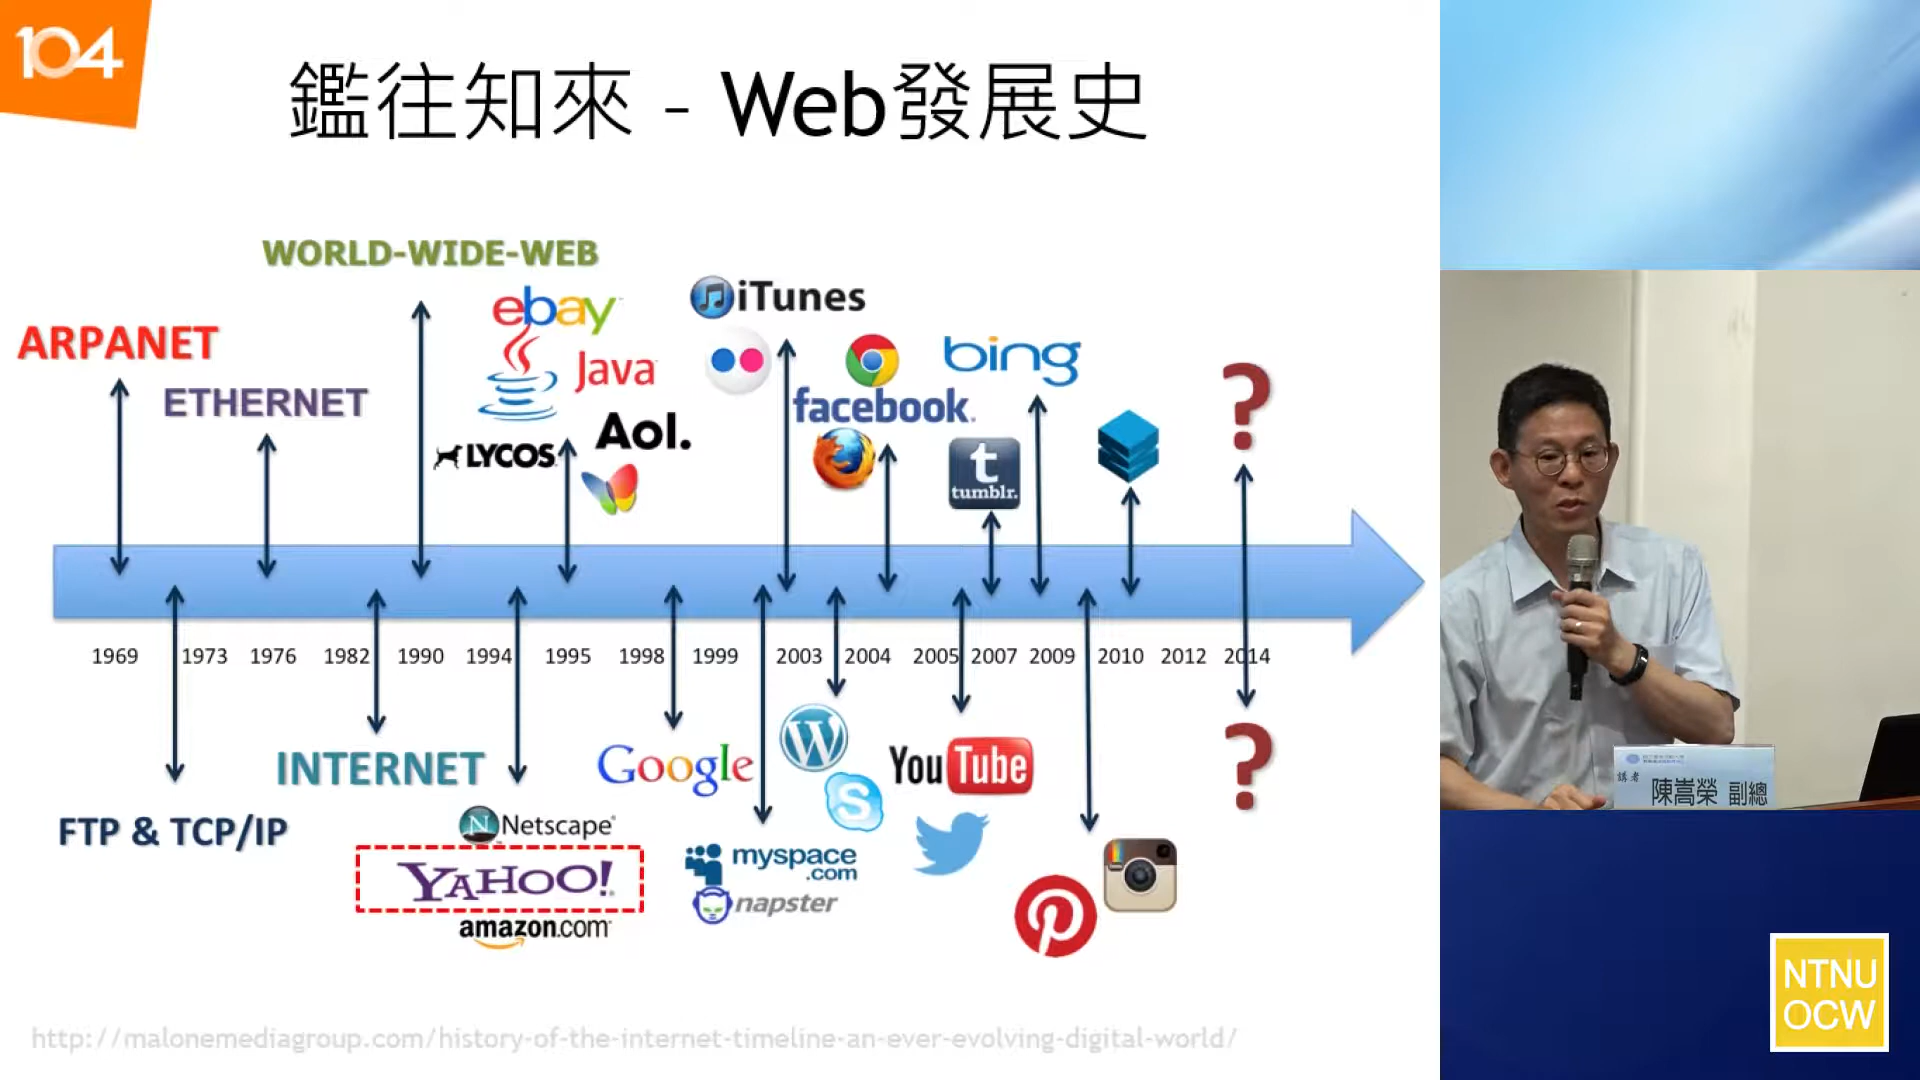 104
鑑往知來 - Web發展史
WORLD-WIDE-WEB
ebay
iTunes
ARPANET
Java
bing
ETHERNET
facebook
Aol.
LYCOS
t
tumblr.
1969 1973 1976 1982 1990 1994 1995 1998 1999 2003 2004 2005 2007 2009 2010 2012 2014
?
?
INTERNET
Google
W
YouTube
S
FTP & TCP/IP
N Netscape
YAHOO!
myspace
.com
napster
amazon.com
http://malonemediagroup.com/history-of-the-internet-timeline-an-ever-evolving-digital-world/
講者
陳嵩榮 副總
NTNU
OCW